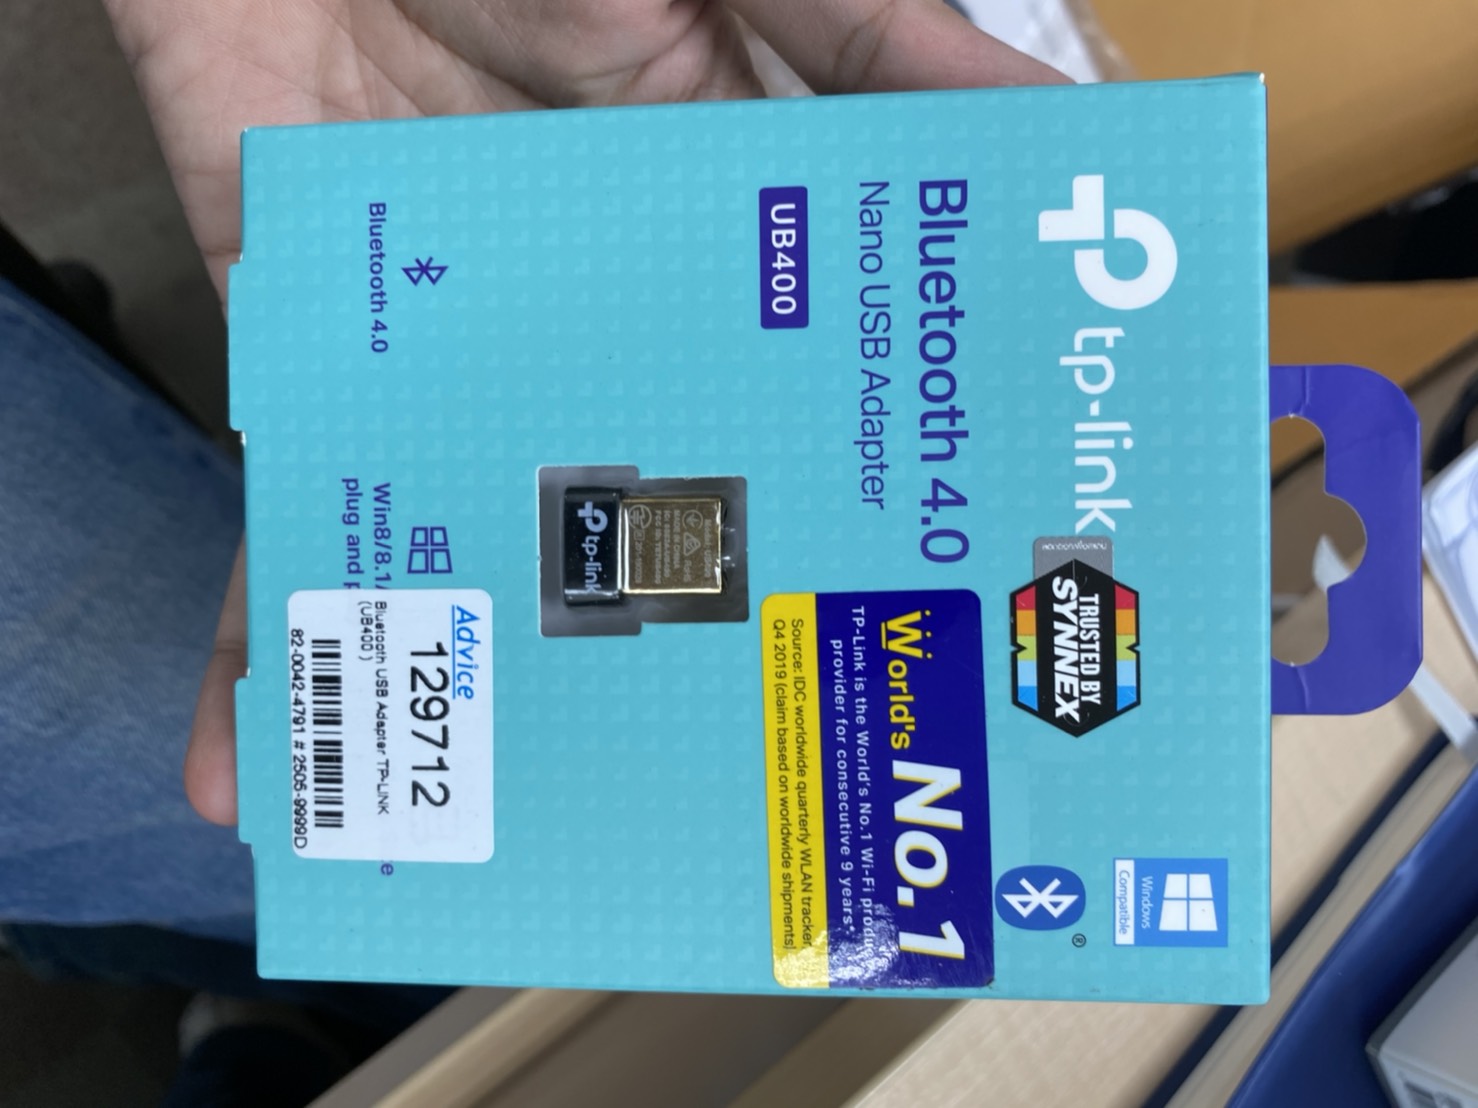 tp-link
TRUSTED BY
SYNNEX
Windows
Compatible
®
Bluetooth 4.0
Nano USB Adapter
UB400
World's
No.1
TP-Link is the World's No.1 Wi-Fi
provider for consecutive 9 years*
Source: IDC worldwide quarterly WLAN tracker
Q4 2019 (claim based on worldwide shipments)
MADE IN CHINA
tp-link
Bluetooth 4.0
Win8/8.1/
plug and
Advice
129712
Bluetooth USB Adapter TP-LINK
(UB400 )
82-0042-4791 # 2505-9999D